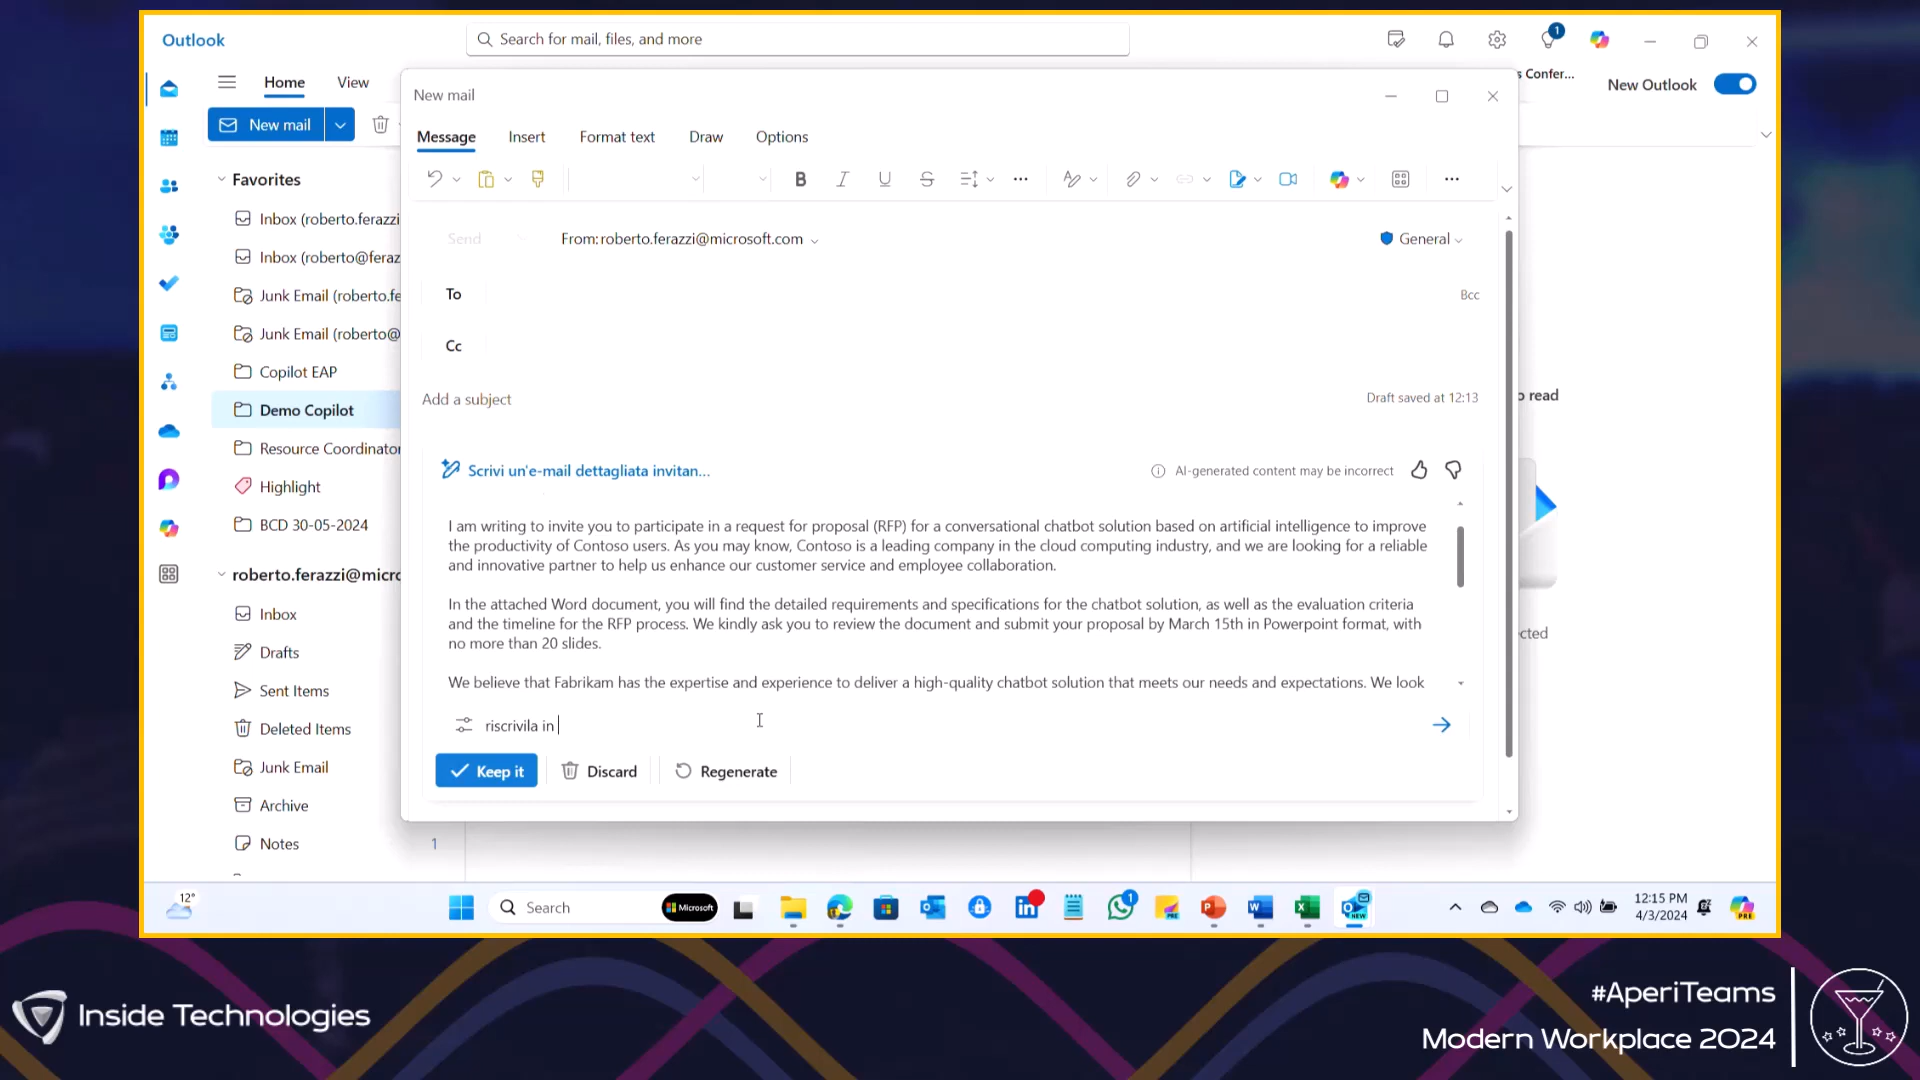 Outlook
Search for mail, files, and more
1
Home
View
New mail
New Outlook
s Confer...
New mail
Message
Insert
Format text
Draw
Options
Send
From: roberto.ferazzi@microsoft.com
General
To
Bcc
Cc
Add a subject
Draft saved at 12:13
Scrivi un'e-mail dettagliata invitan...
AI-generated content may be incorrect
I am writing to invite you to participate in a request for proposal (RFP) for a conversational chatbot solution based on artificial intelligence to improve
the productivity of Contoso users. As you may know, Contoso is a leading company in the cloud computing industry, and we are looking for a reliable
and innovative partner to help us enhance our customer service and employee collaboration.
In the attached Word document, you will find the detailed requirements and specifications for the chatbot solution, as well as the evaluation criteria
and the timeline for the RFP process. We kindly ask you to review the document and submit your proposal by March 15th in Powerpoint format, with
no more than 20 slides.
We believe that Fabrikam has the expertise and experience to deliver a high-quality chatbot solution that meets our needs and expectations. We look
riscrivila in
Keep it
Discard
Regenerate
Favorites
Inbox (roberto.ferazzi
Inbox (roberto@feraz
Junk Email (roberto.fe
Junk Email (roberto@
Copilot EAP
Demo Copilot
Resource Coordinator
Highlight
BCD 30-05-2024
roberto.ferazzi@micro
Inbox
Drafts
Sent Items
Deleted Items
Junk Email
Archive
Notes
1
o read
cted
12°
Search
Microsoft
1
NEW
12:15 PM
4/3/2024
PRE
Inside Technologies
#AperiTeams
Modern Workplace 2024